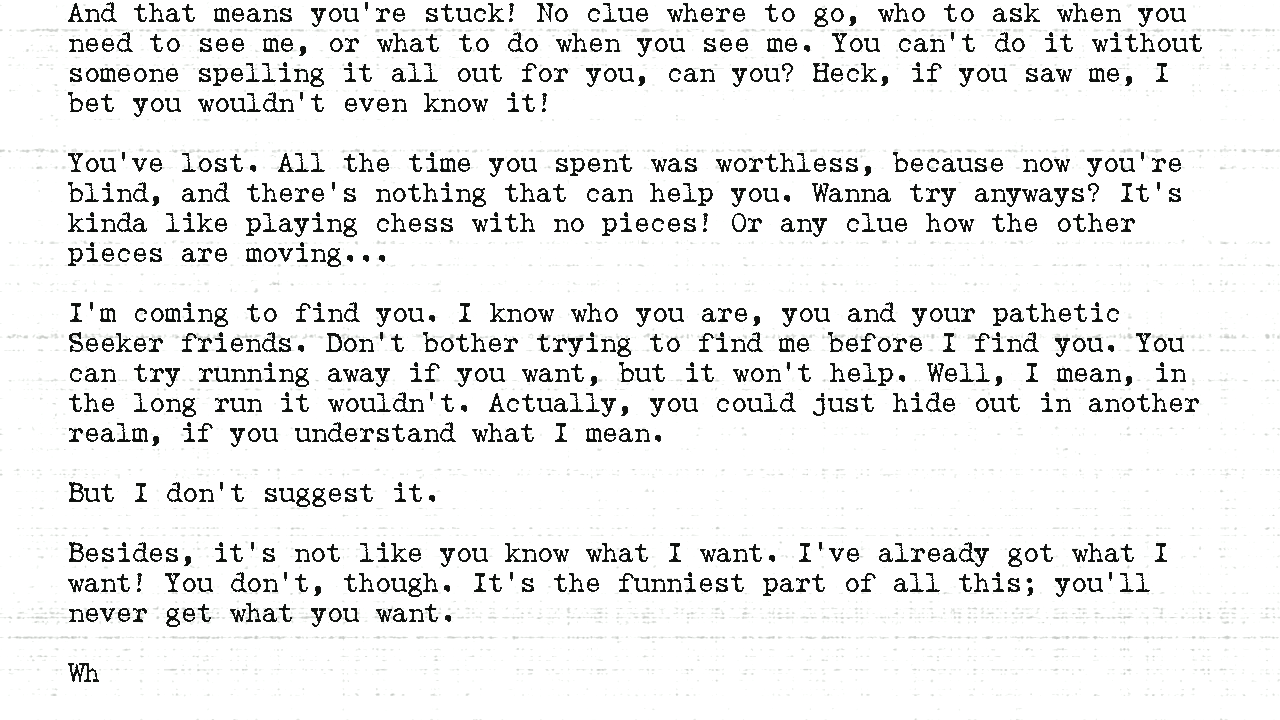 And that means you're stuck! No clue where to go, who to ask when you
need to see me, or what to do when you see me. You can't do it without
someone spelling it all out for you, can you? Heck, if you saw me, I
bet you wouldn't even know it!
You've lost. All the time you spent was worthless, because now you're
blind, and there's nothing that can help you. Wanna try anyways? It's
kinda like playing chess with no pieces! Or any clue how the other
pieces are moving...
I'm coming to find you. I know who you are, you and your pathetic
Seeker friends. Don't bother trying to find me before I find you. You
can try running away if you want, but it won't help. Well, I mean, in
the long run it wouldn't. Actually, you could just hide out in another
realm, if you understand what I mean.
But I don't suggest it.
Besides, it's not like you know what I want. I've already got what I
want! You don't, though. It's the funniest part of all this; you'll
never get what you want.
Wh